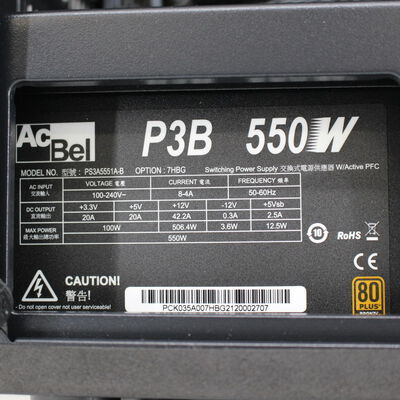 AcBel
P3B 550W
MODEL NO. 型號: PS3A5551A-B OPTION : 7HBG Switching Power Supply 交換式電源供應器 W/Active PFC
AC INPUT 交流輸入 VOLTAGE 電壓 CURRENT 電流 FREQUENCY 頻率
100-240V~ 8-4A 50-60Hz
DC OUTPUT 直流輸出 +3.3V +5V +12V -12V +5Vsb
20A 20A 42.2A 0.3A 2.5A
MAX POWER 最大輸出總功率 100W 506.4W 3.6W 12.5W
550W
10 RoHS
CAUTION!
警告!
Do not open cover not user serviceable!
CE
80 PLUS
BRONZE
PCK035A007HBG2120002707